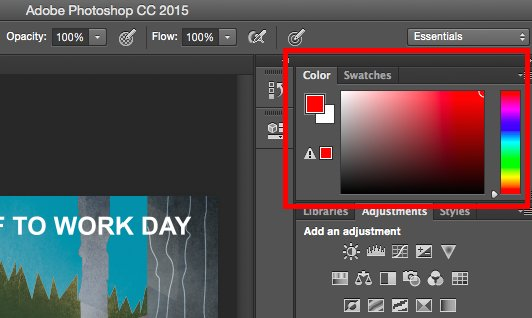 Adobe Photoshop CC 2015
Opacity: 100% Flow: 100% Essentials
Color Swatches
Libraries Adjustments Styles
Add an adjustment
F TO WORK DAY